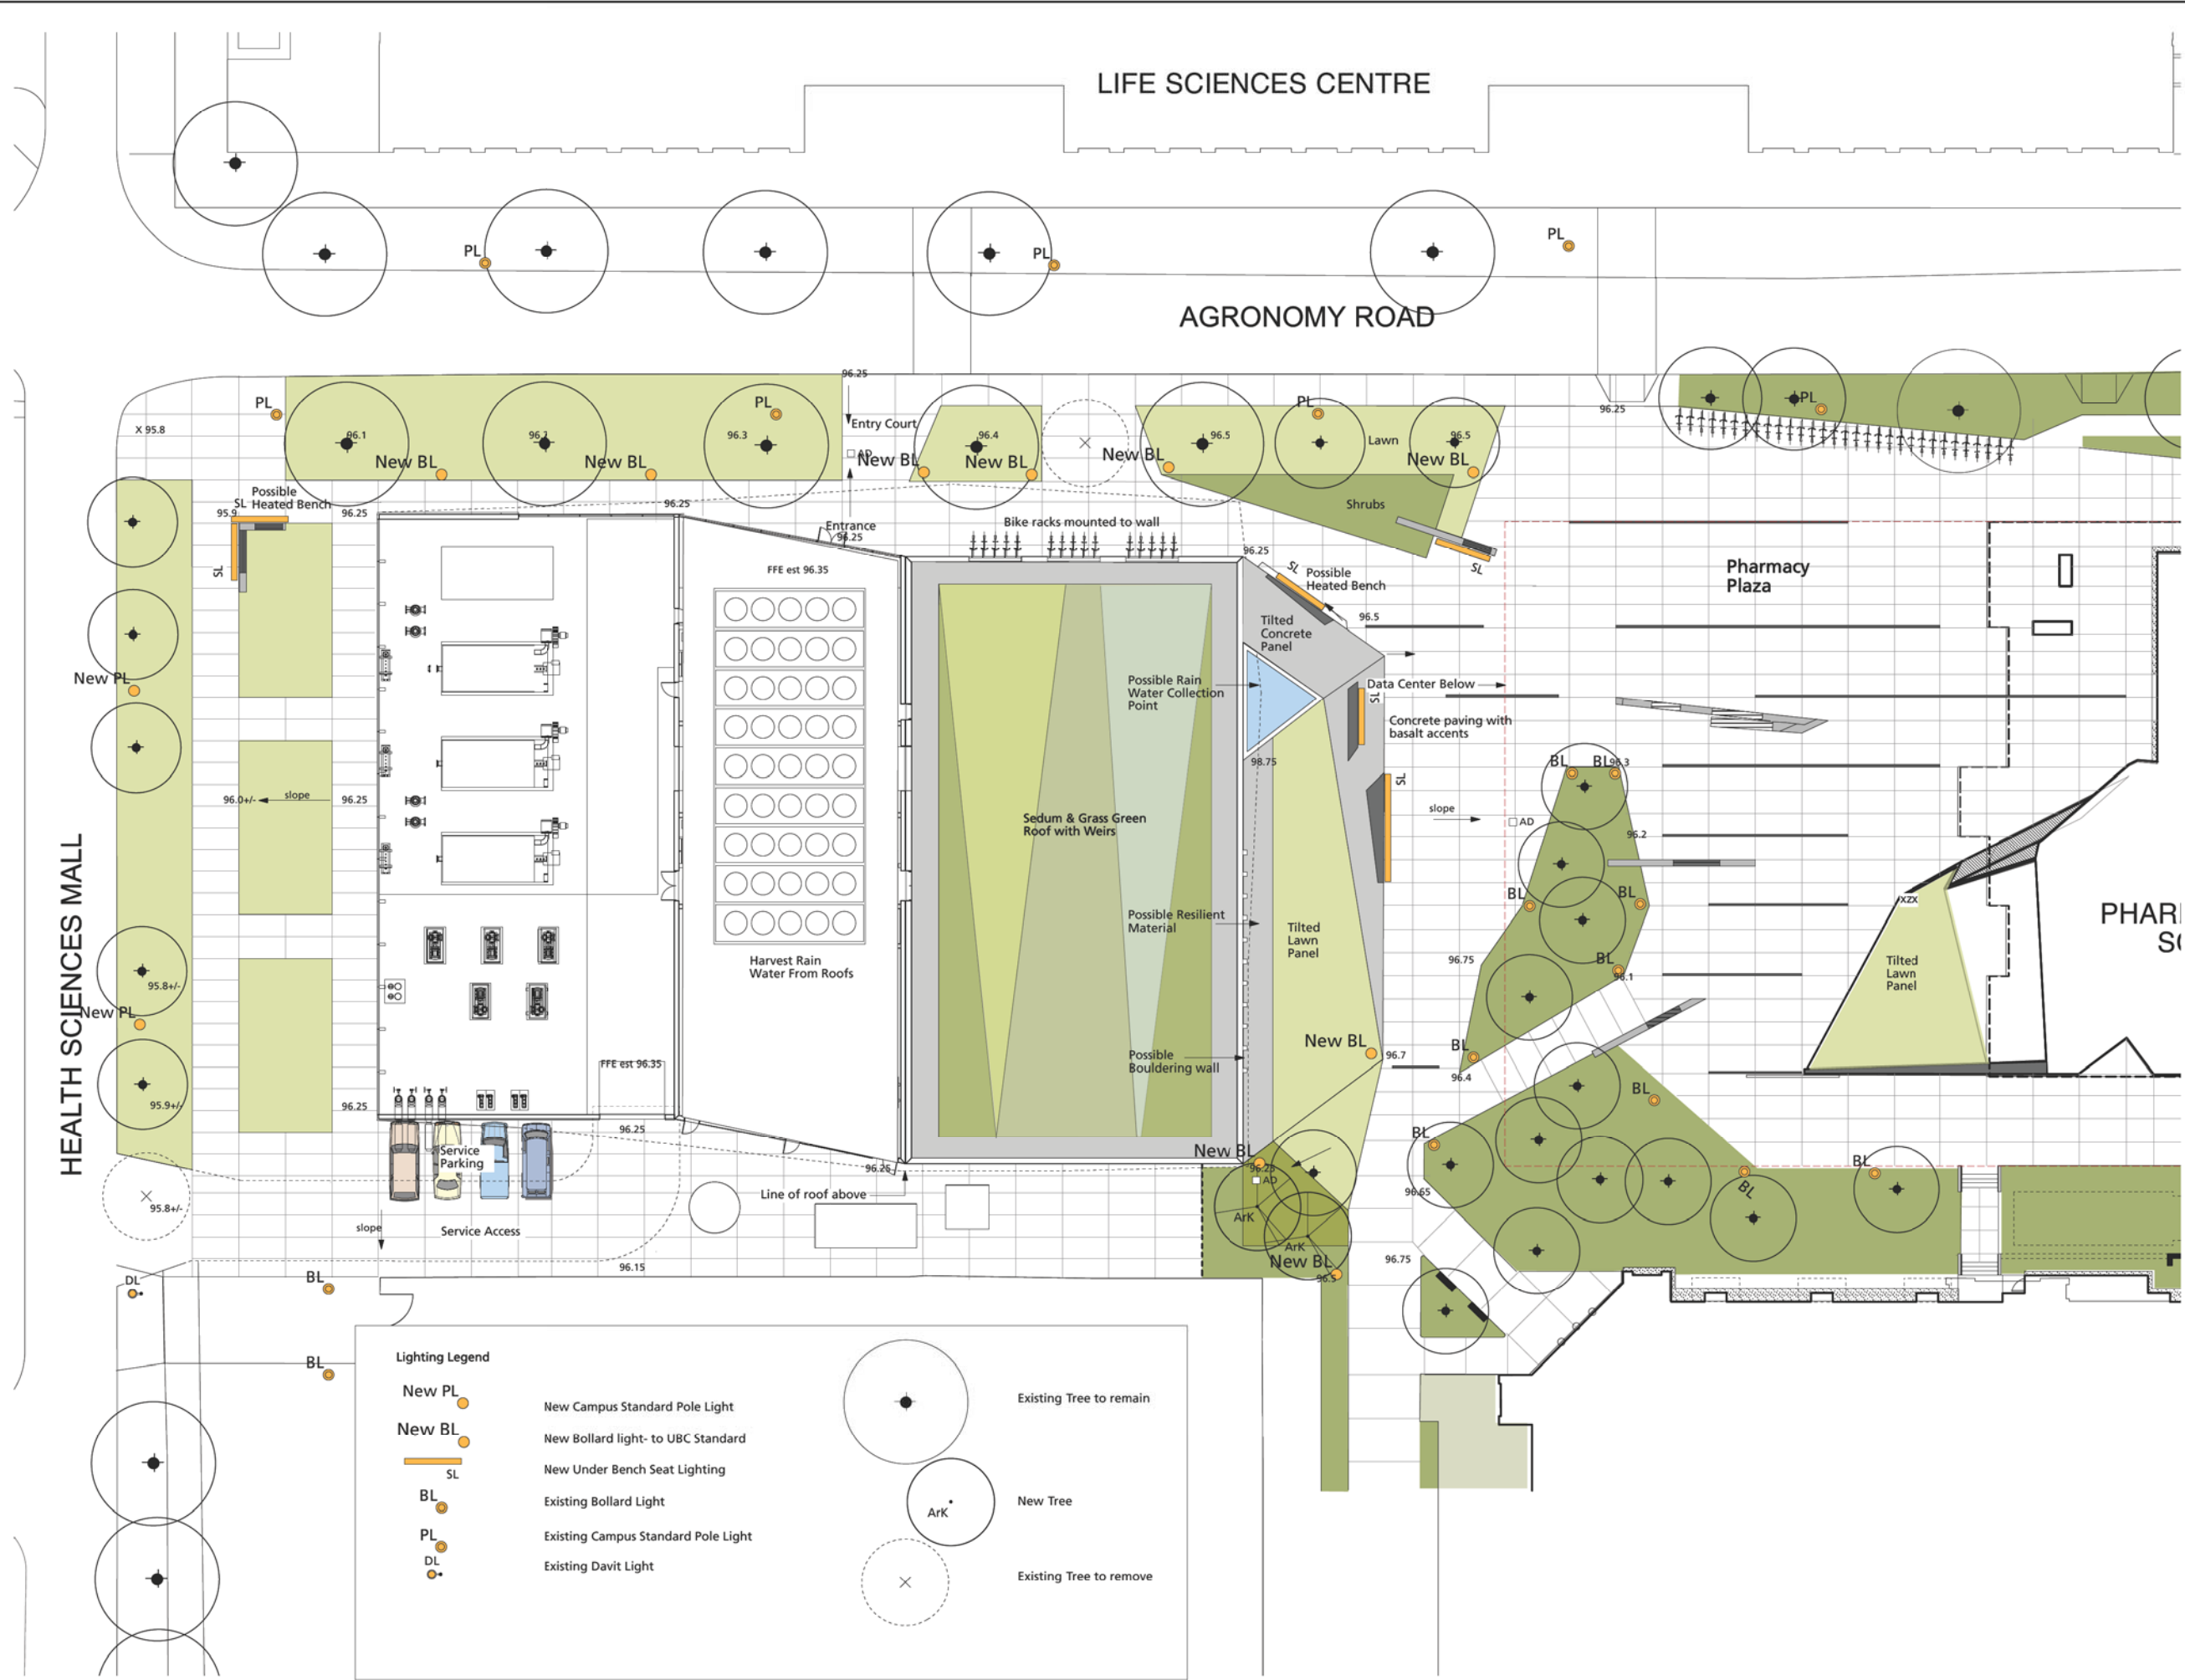 LIFE SCIENCES CENTRE
PL
PL
PL
AGRONOMY ROAD
96.25
PL
PL
PL
PL
96.25
X 95.8
96.1
96.3
Entry Court
96.4
96.5
Lawn
96.5
New BL
New BL
New BL
New BL
New BL
New BL
Possible
Heated Bench
SL
95.9
96.25
96.25
Shrubs
Entrance
96.25
Bike racks mounted to wall
96.25
SL
SL
SL
FFE est 96.35
Possible
Heated Bench
Pharmacy
Plaza
96.5
Tilted
Concrete
Panel
New PL
Possible Rain
Water Collection
Point
Data Center Below
SL
Concrete paving with
basalt accents
98.75
BL
BL
96.3
SL
96.0+/-
slope
96.25
slope
AD
96.2
Sedum & Grass Green
Roof with Weirs
BL
BL
XZX
HEALTH SCIENCES MALL
Possible Resilient
Material
Tilted
Lawn
Panel
PHAR
Harvest Rain
Water From Roofs
96.75
BL
96.1
Tilted
Lawn
Panel
95.8+/-
New PL
New BL
96.7
BL
96.4
Possible
Bouldering wall
FFE est 96.35
BL
95.9+/-
96.25
96.25
BL
Service
Parking
New BL
96.25
96.25
AD
BL
BL
Line of roof above
96.65
95.8+/-
ArK
slope
Service Access
ArK
New BL
96.5
96.75
96.15
DL
BL
BL
Lighting Legend
New PL
New Campus Standard Pole Light
New BL
New Bollard light- to UBC Standard
SL
New Under Bench Seat Lighting
BL
Existing Bollard Light
PL
Existing Campus Standard Pole Light
DL
Existing Davit Light
Existing Tree to remain
ArK
New Tree
Existing Tree to remove